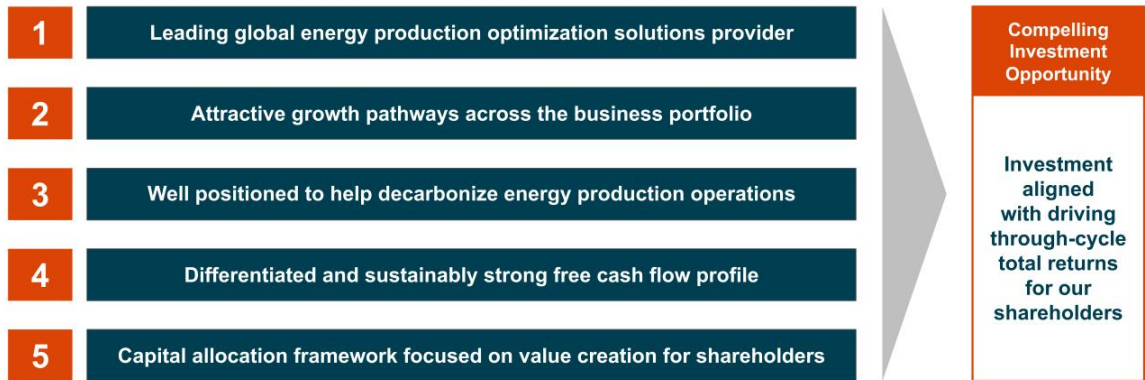 1
Leading global energy production optimization solutions provider
2
Attractive growth pathways across the business portfolio
3
Well positioned to help decarbonize energy production operations
4
Differentiated and sustainably strong free cash flow profile
5
Capital allocation framework focused on value creation for shareholders
Compelling
Investment
Opportunity
Investment
aligned
with driving
through-cycle
total returns
for our
shareholders